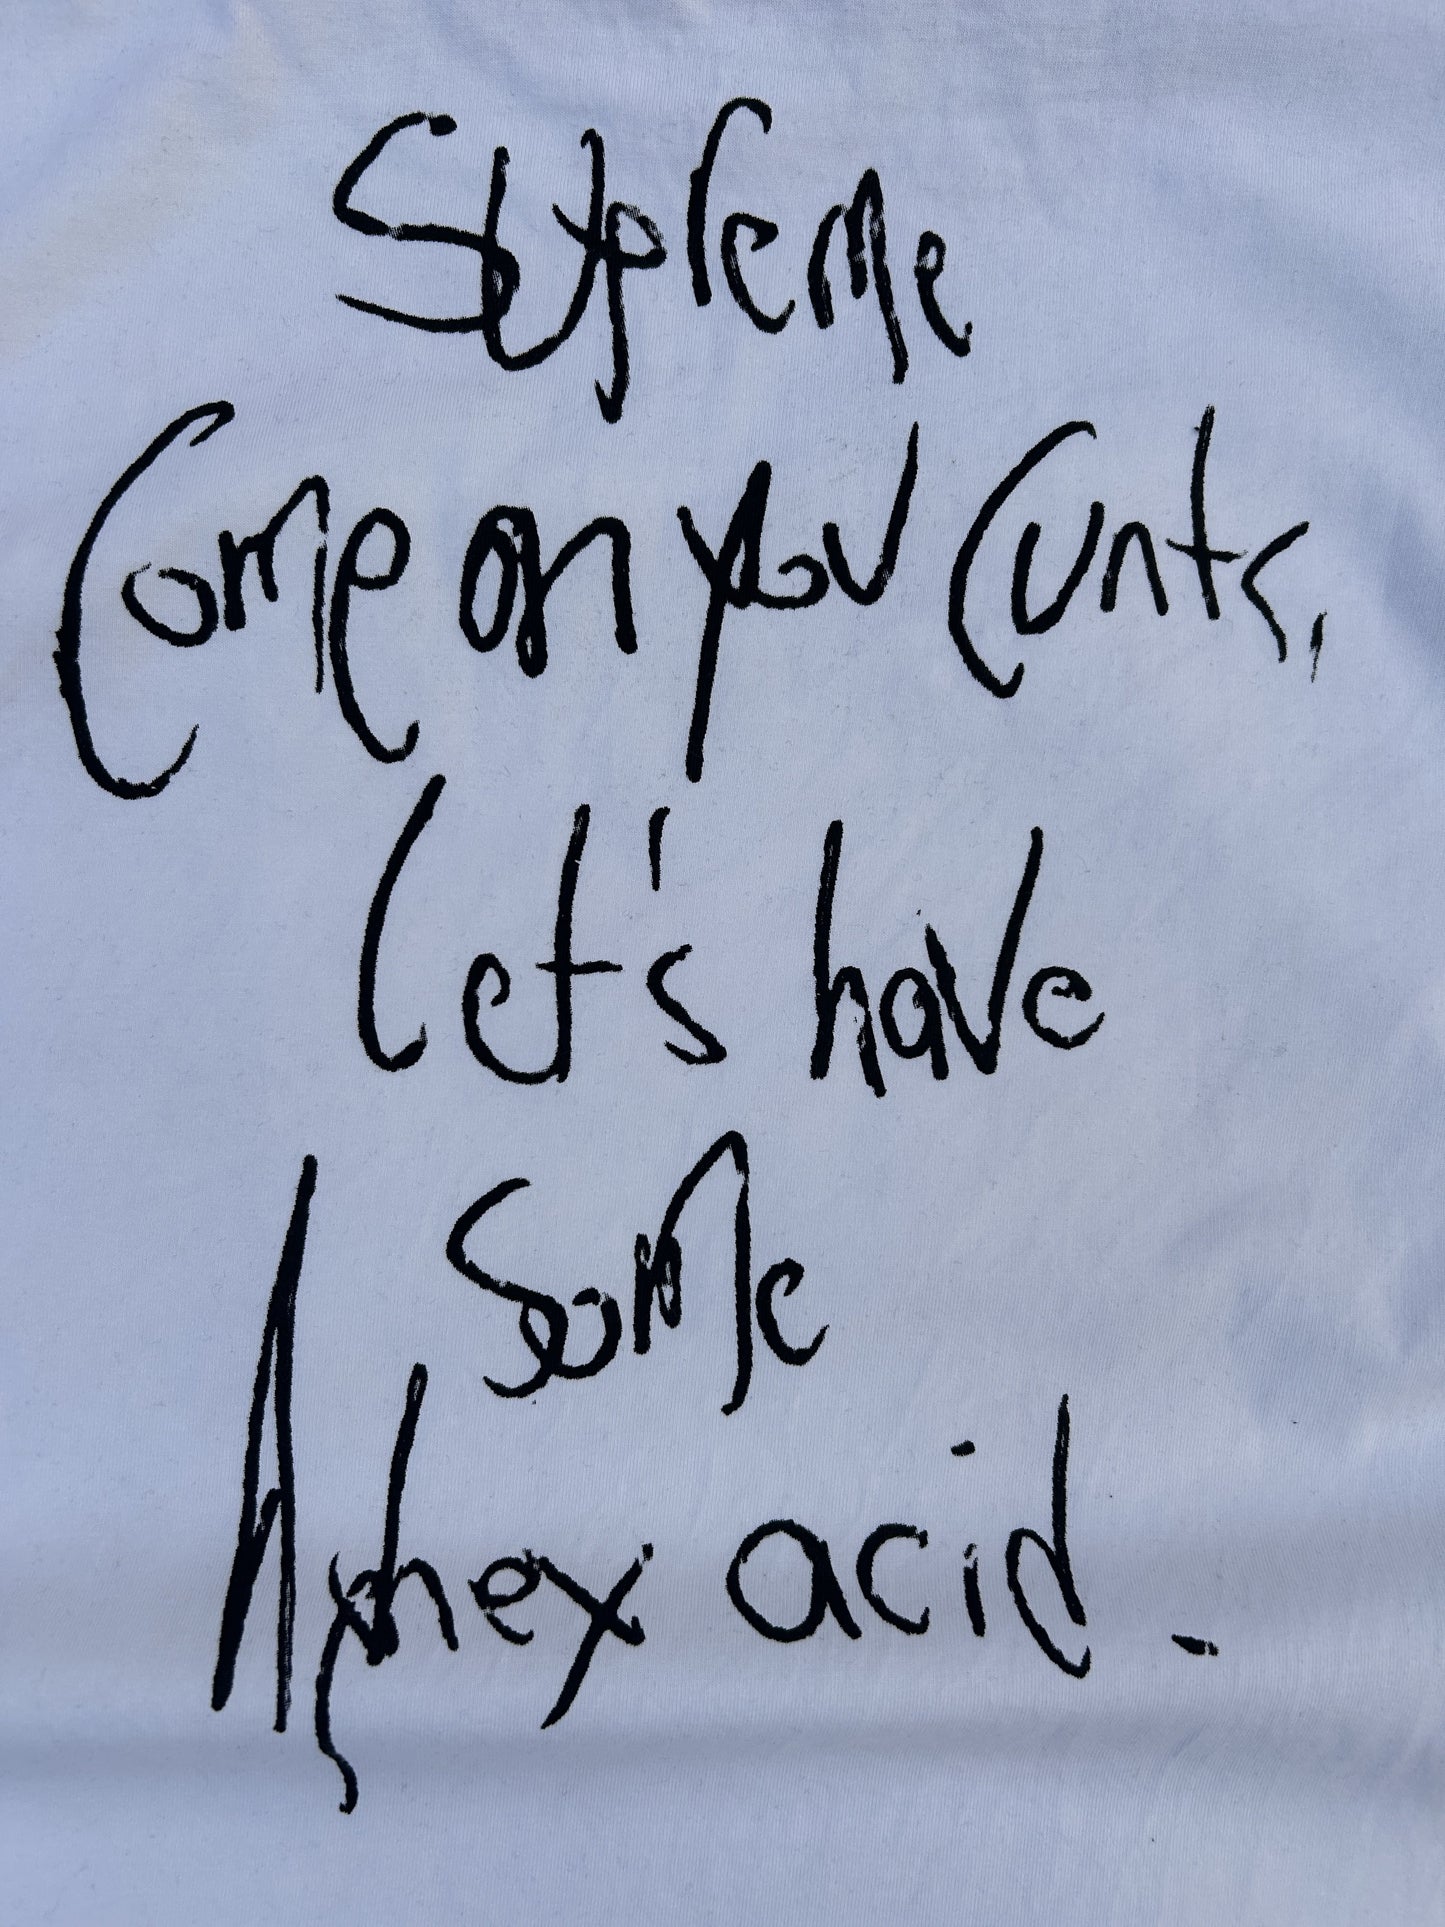 Supreme
Come on you cunts,
let's have
some
Aphex acid.